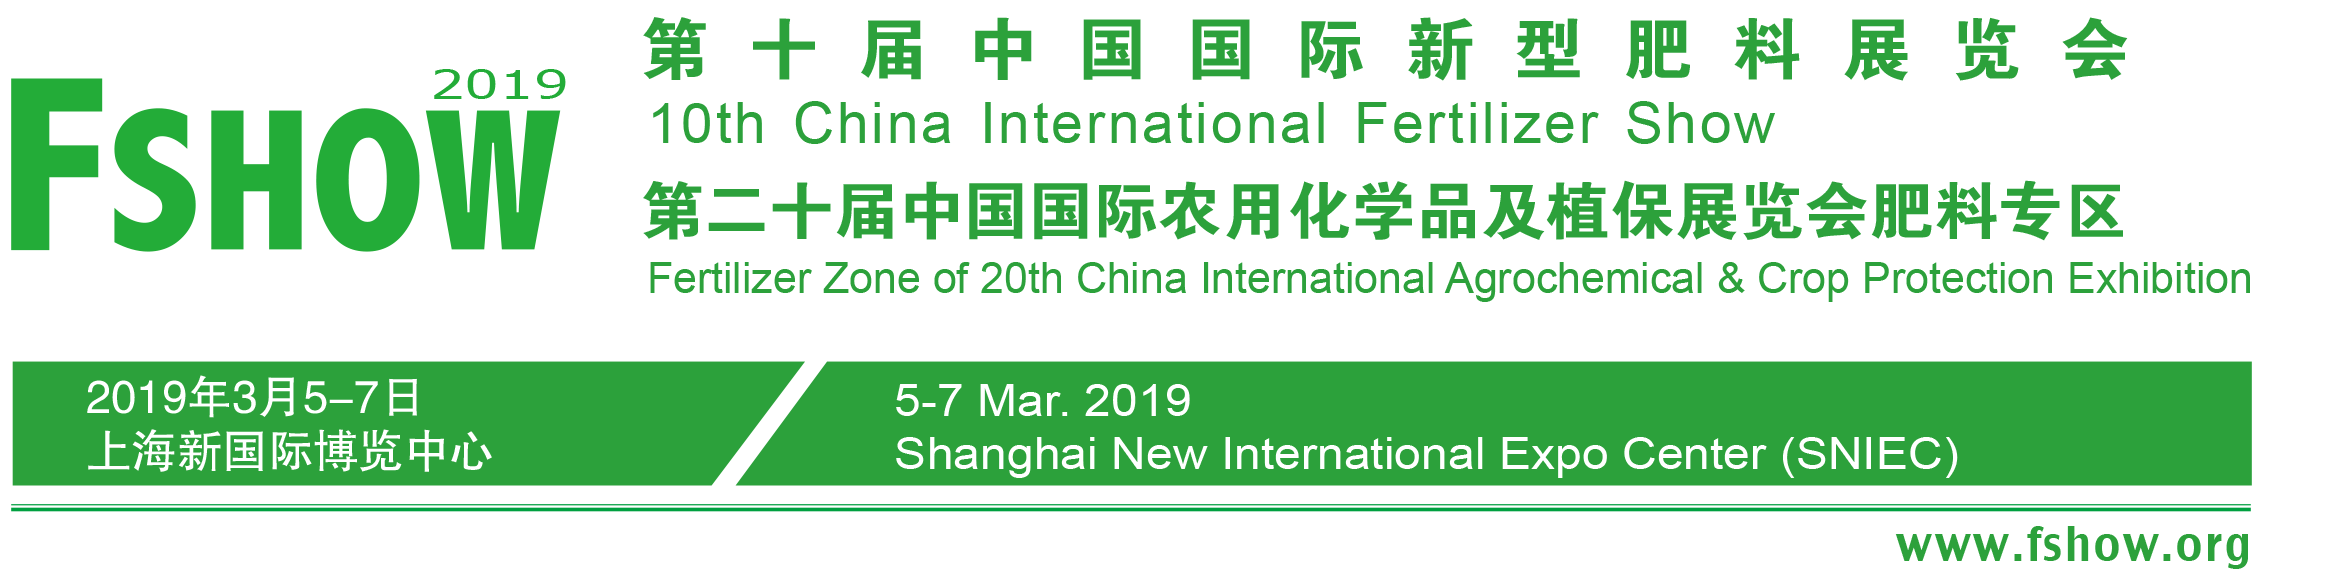 FSHOW 2019
第十届中国国际新型肥料展览会
10th China International Fertilizer Show
第二十届中国国际农用化学品及植保展览会肥料专区
Fertilizer Zone of 20th China International Agrochemical & Crop Protection Exhibition
2019年3月5-7日
上海新国际博览中心
5-7 Mar. 2019
Shanghai New International Expo Center (SNIEC)
www.fshow.org